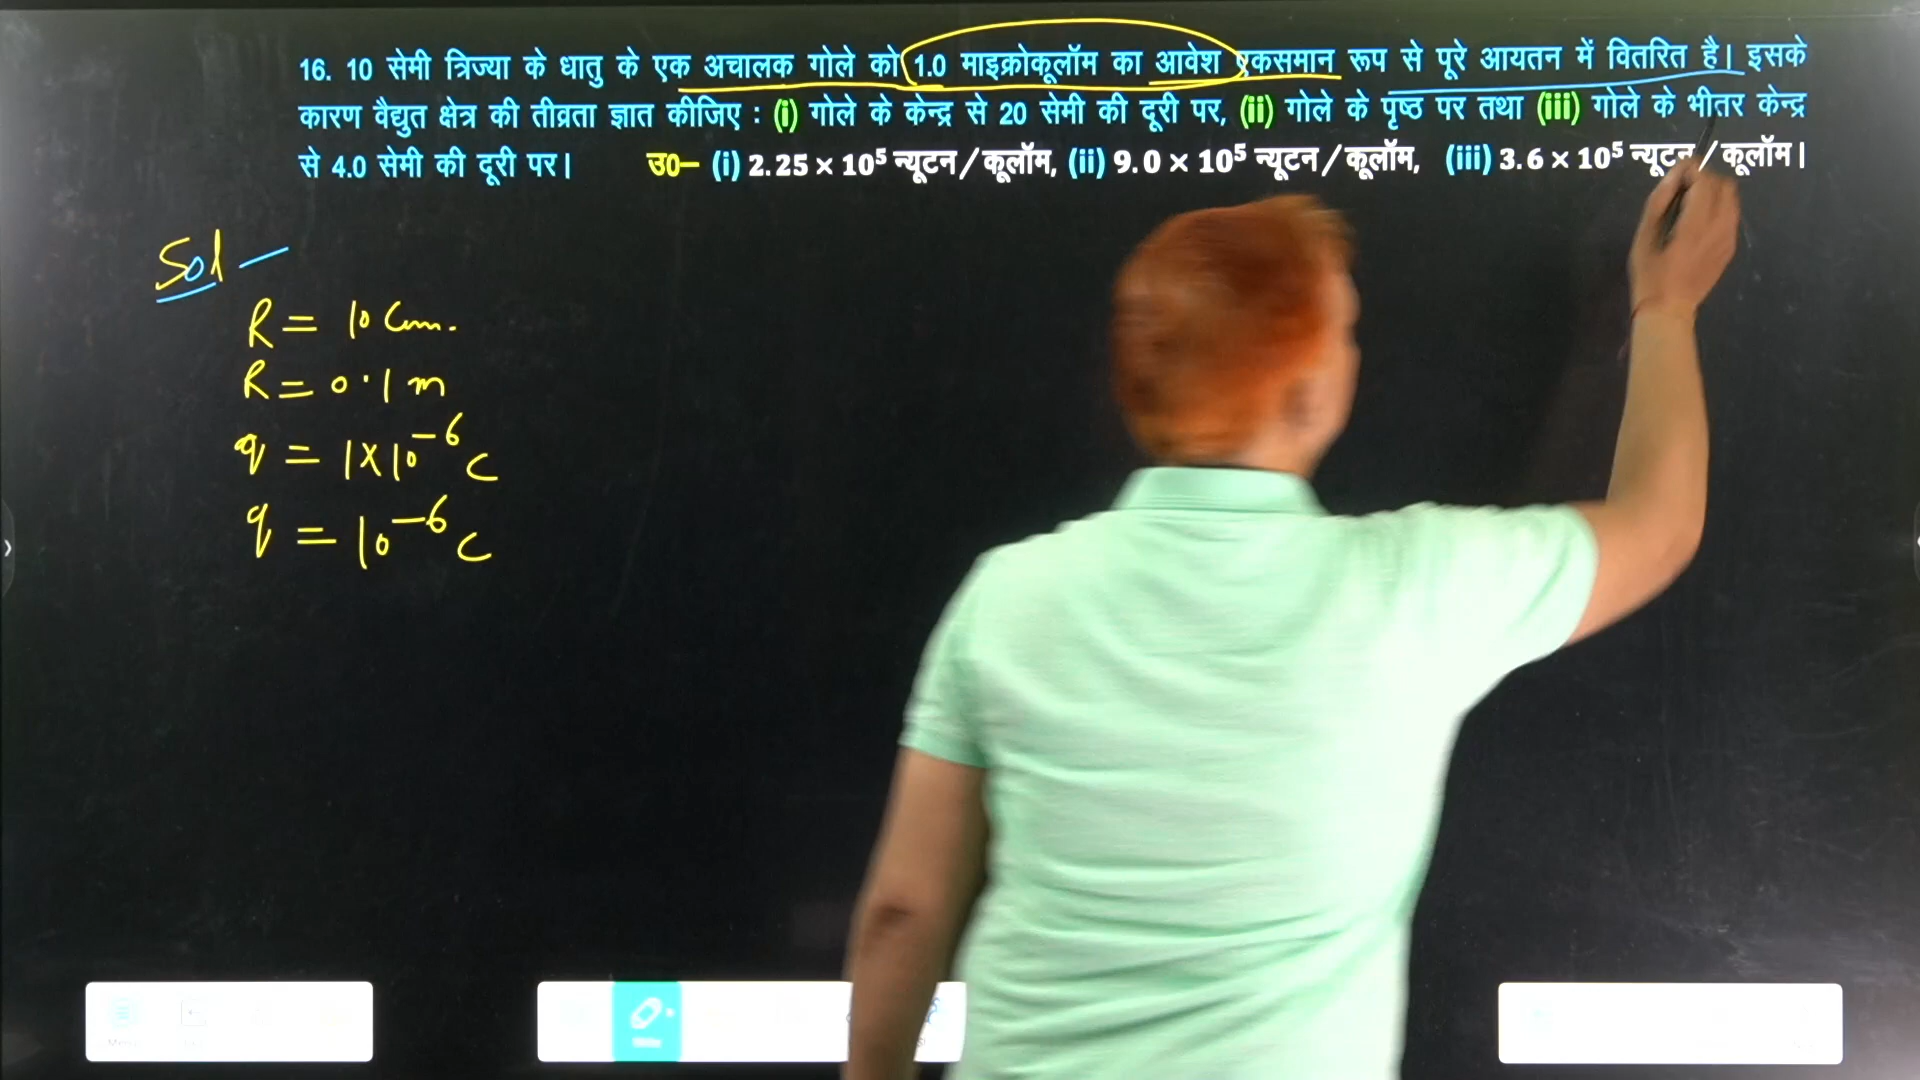 16. 10 सेमी त्रिज्या के धातु के एक अचालक गोले को 1.0 माइक्रोकूलॉम का आवेश एकसमान रूप से पूरे आयतन में वितरित है। इसके
कारण वैद्युत क्षेत्र की तीव्रता ज्ञात कीजिए : (i) गोले के केन्द्र से 20 सेमी की दूरी पर, (ii) गोले के पृष्ठ पर तथा (iii) गोले के भीतर केन्द्र
से 4.0 सेमी की दूरी पर। उ0– (i) 2.25 × 10⁵ न्यूटन/कूलॉम, (ii) 9.0 × 10⁵ न्यूटन/कूलॉम, (iii) 3.6 × 10⁵ न्यूटन/कूलॉम।
Sol —
R = 10 Cm.
R = 0.1 m
q = 1×10⁻⁶ C
q = 10⁻⁶ C